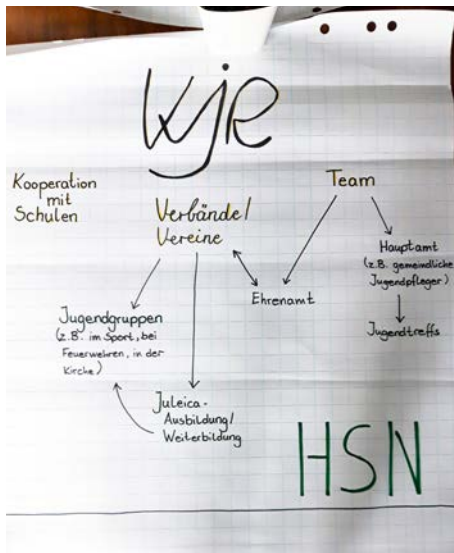 KJR
Kooperation
mit
Schulen
Verbände/
Vereine
Team
Hauptamt
(z.B. gemeindliche
Jugendpfleger)
Ehrenamt
Jugendtreffs
Jugendgruppen
(z.B. im Sport, bei
Feuerwehren, in der
Kirche)
Juleica-
Ausbildung/
Weiterbildung
HSN